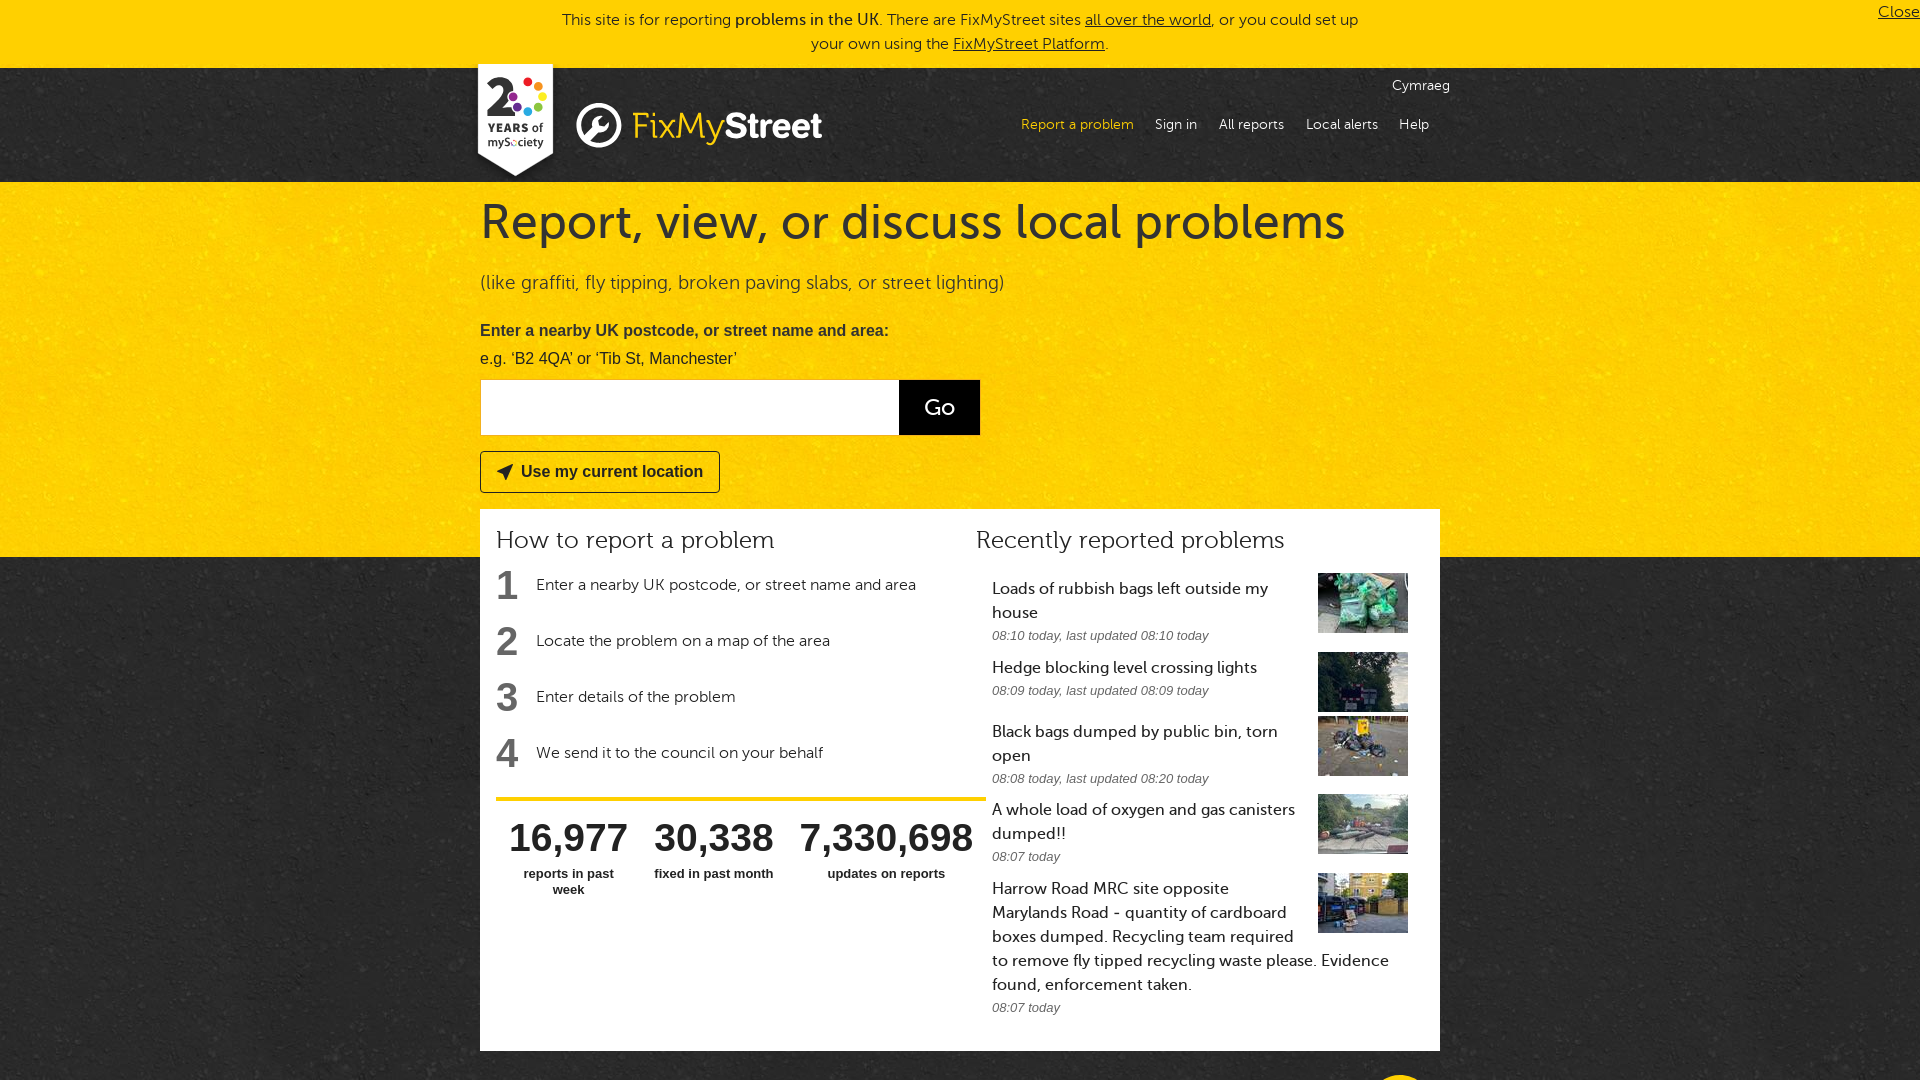 This site is for reporting problems in the UK. There are FixMyStreet sites all over the world, or you could set up
your own using the FixMyStreet Platform.
Close
20
YEARS of
mySociety
FixMyStreet
Cymraeg
Report a problem
Sign in
All reports
Local alerts
Help
Report, view, or discuss local problems
(like graffiti, fly tipping, broken paving slabs, or street lighting)
Enter a nearby UK postcode, or street name and area:
e.g. ‘B2 4QA’ or ‘Tib St, Manchester’
Go
Use my current location
How to report a problem
1 Enter a nearby UK postcode, or street name and area
2 Locate the problem on a map of the area
3 Enter details of the problem
4 We send it to the council on your behalf
16,977
reports in past
week
30,338
fixed in past month
7,330,698
updates on reports
Recently reported problems
Loads of rubbish bags left outside my
house
08:10 today, last updated 08:10 today
Hedge blocking level crossing lights
08:09 today, last updated 08:09 today
Black bags dumped by public bin, torn
open
08:08 today, last updated 08:20 today
A whole load of oxygen and gas canisters
dumped!!
08:07 today
Harrow Road MRC site opposite
Marylands Road - quantity of cardboard
boxes dumped. Recycling team required
to remove fly tipped recycling waste please. Evidence
found, enforcement taken.
08:07 today